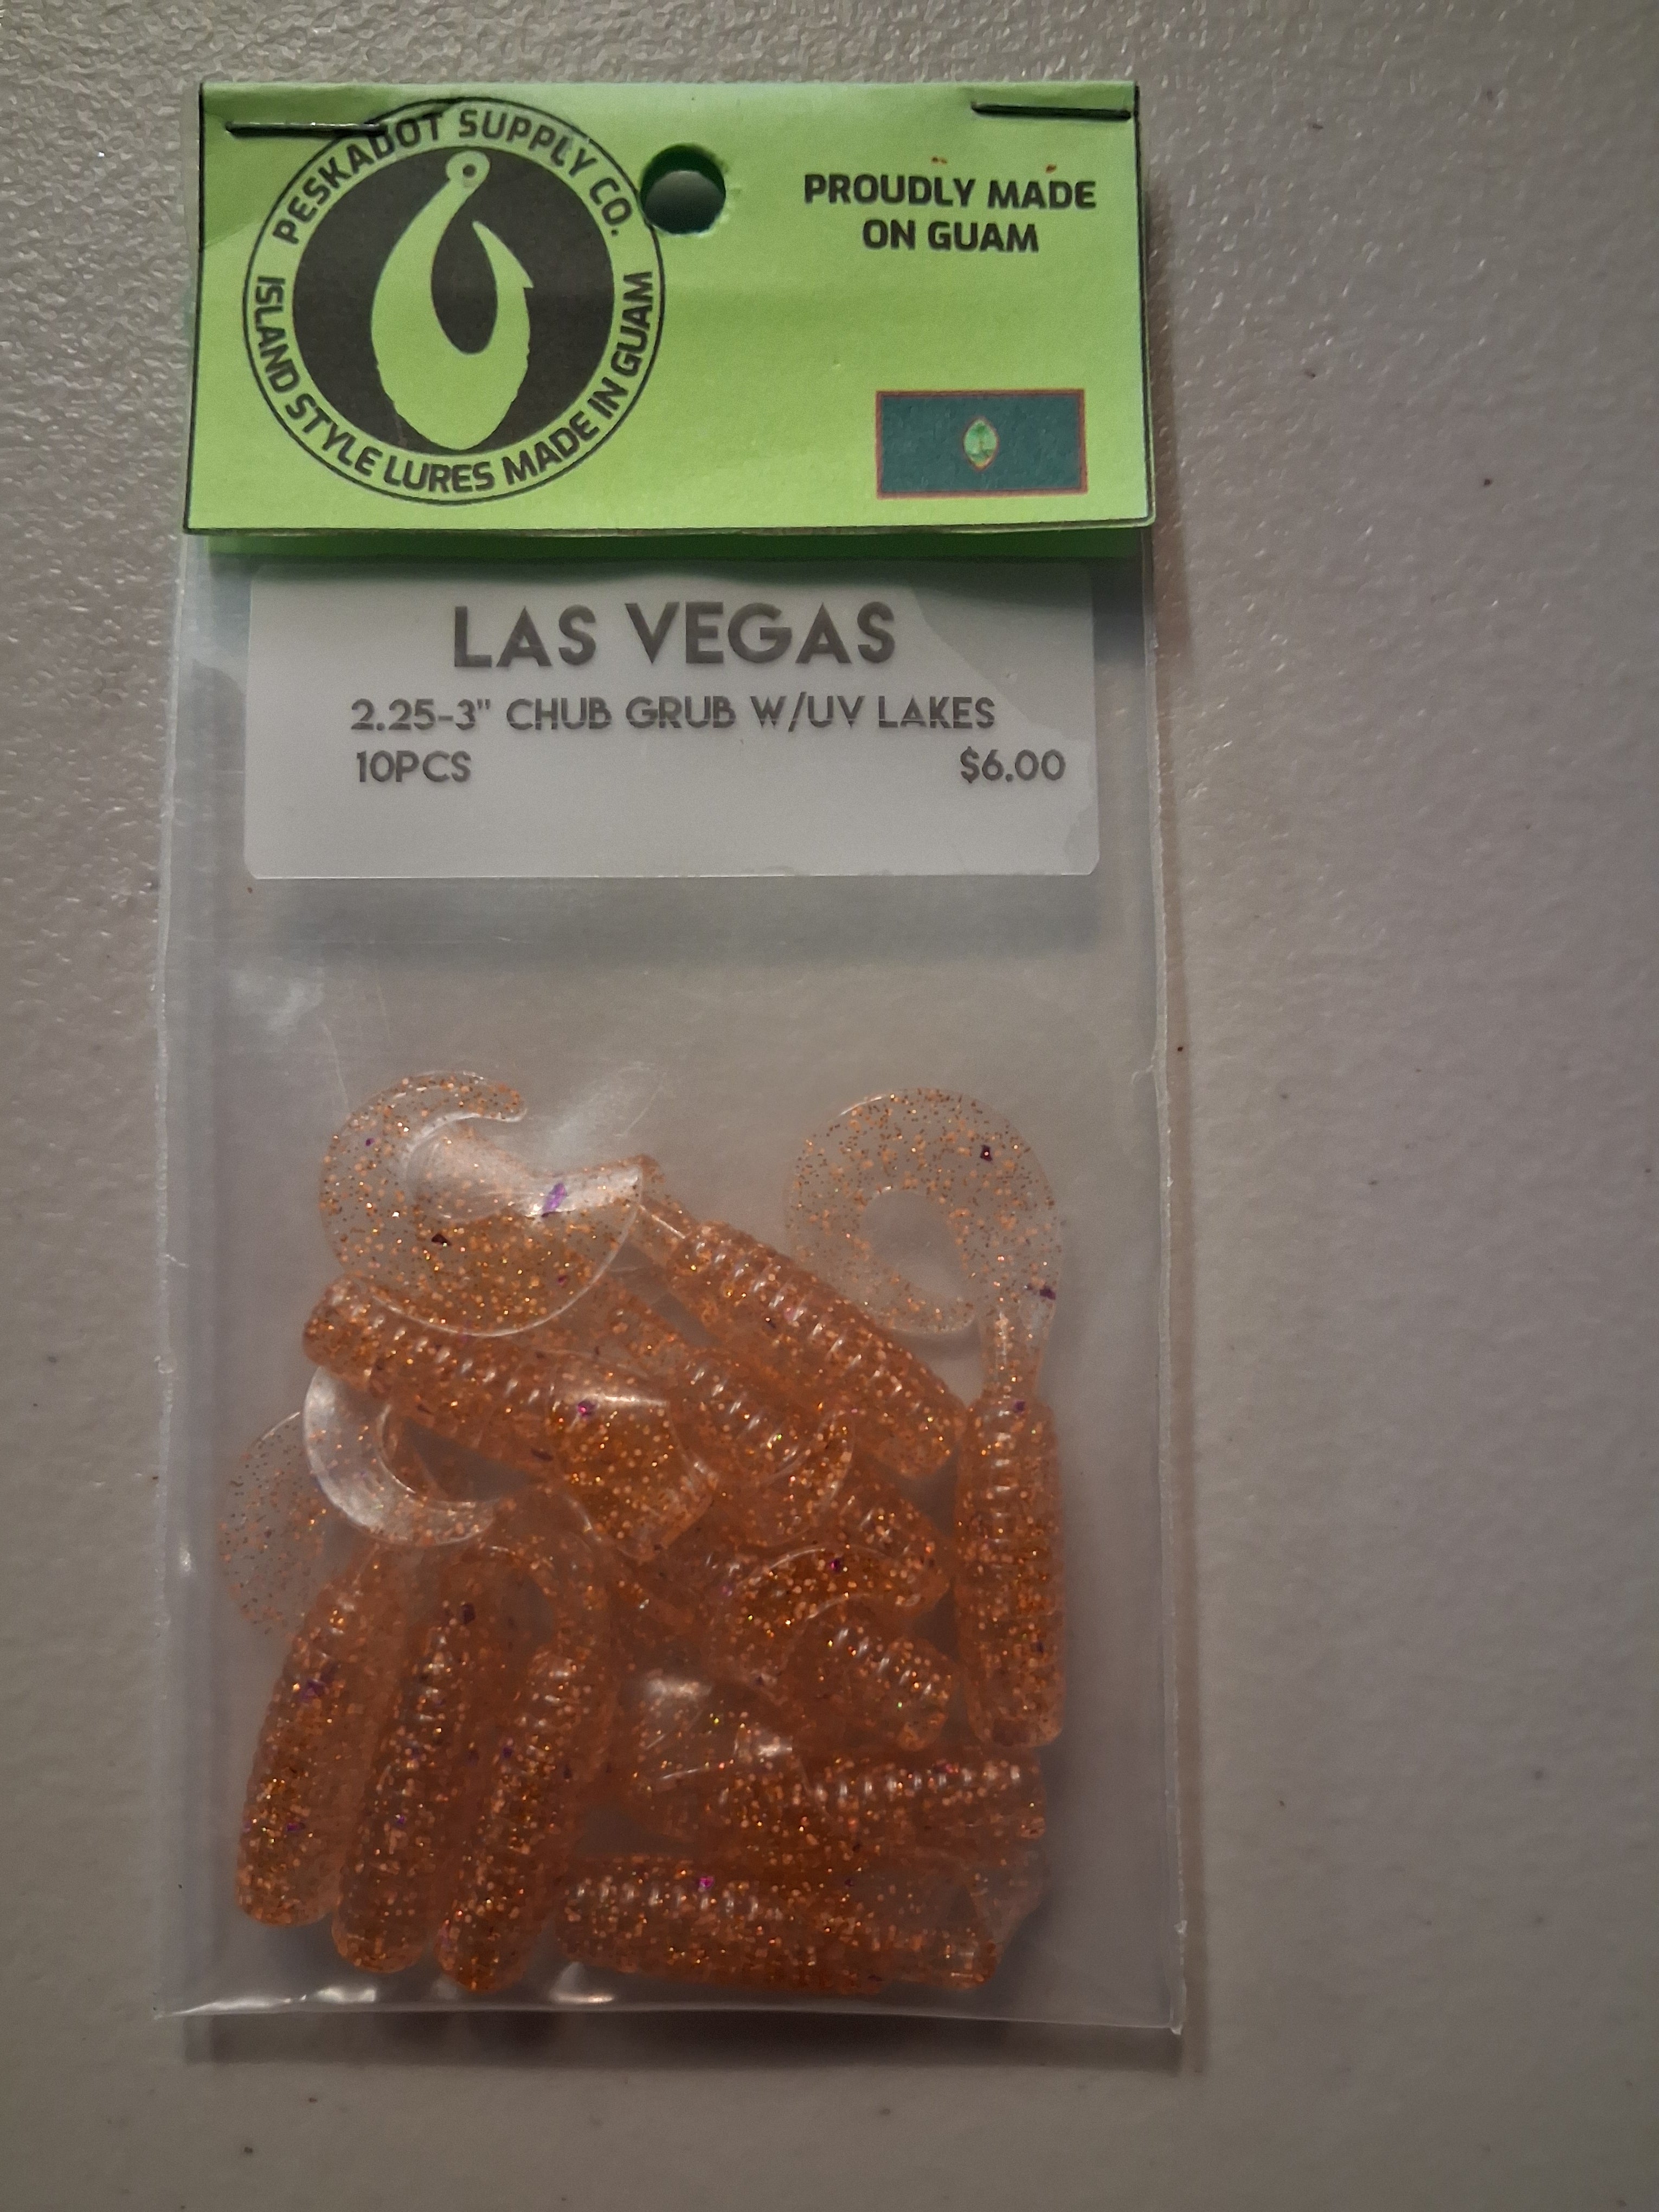 PESKADOT SUPPLY CO.
ISLAND STYLE LURES MADE IN GUAM
PROUDLY MADE
ON GUAM
LAS VEGAS
2.25-3" CHUB GRUB W/UV LAKES
10PCS $6.00